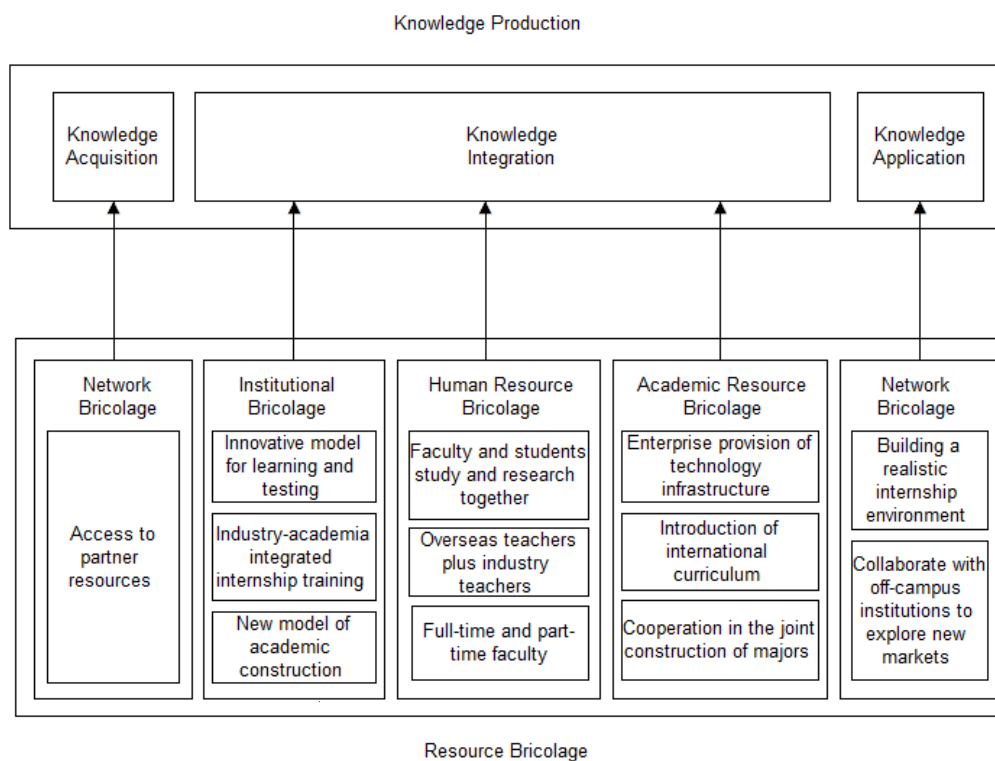 Knowledge Production
Knowledge
Acquisition
Knowledge
Integration
Knowledge
Application
Network
Bricolage
Access to
partner
resources
Institutional
Bricolage
Innovative model
for learning and
testing
Industry-academia
integrated
internship training
New model of
academic
construction
Human Resource
Bricolage
Faculty and students
study and research
together
Overseas teachers
plus industry
teachers
Full-time and part-
time faculty
Academic Resource
Bricolage
Enterprise provision of
technology
infrastructure
Introduction of
international
curriculum
Cooperation in the joint
construction of majors
Network
Bricolage
Building a
realistic
internship
environment
Collaborate with
off-campus
institutions to
explore new
markets
Resource Bricolage